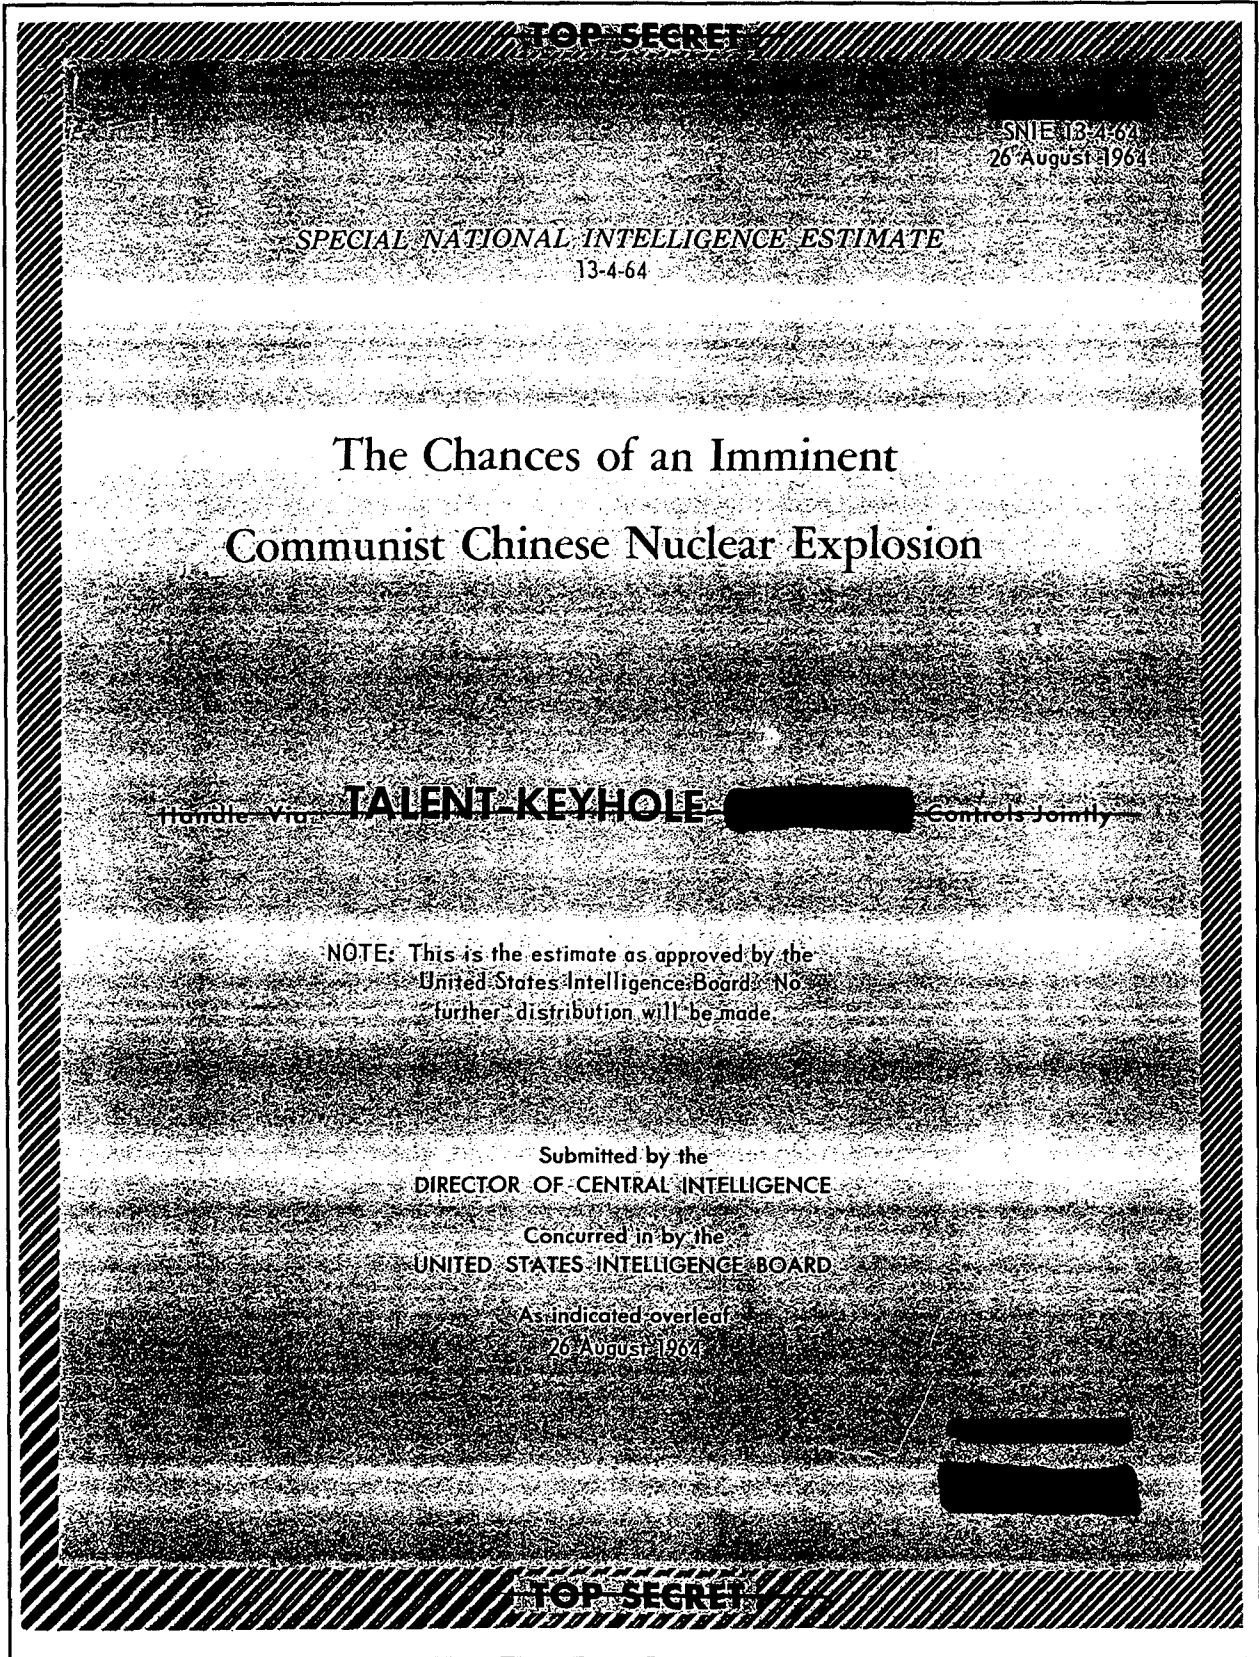 TOP SECRET
SNIE 13-4-64
26 August 1964
SPECIAL NATIONAL INTELLIGENCE ESTIMATE
13-4-64
The Chances of an Imminent
Communist Chinese Nuclear Explosion
Handle Via TALENT-KEYHOLE- Controls Jointly
NOTE: This is the estimate as approved by the
United States Intelligence Board. No
further distribution will be made.
Submitted by the
DIRECTOR OF CENTRAL INTELLIGENCE
Concurred in by the
UNITED STATES INTELLIGENCE BOARD
As indicated overleaf
26 August 1964
TOP SECRET